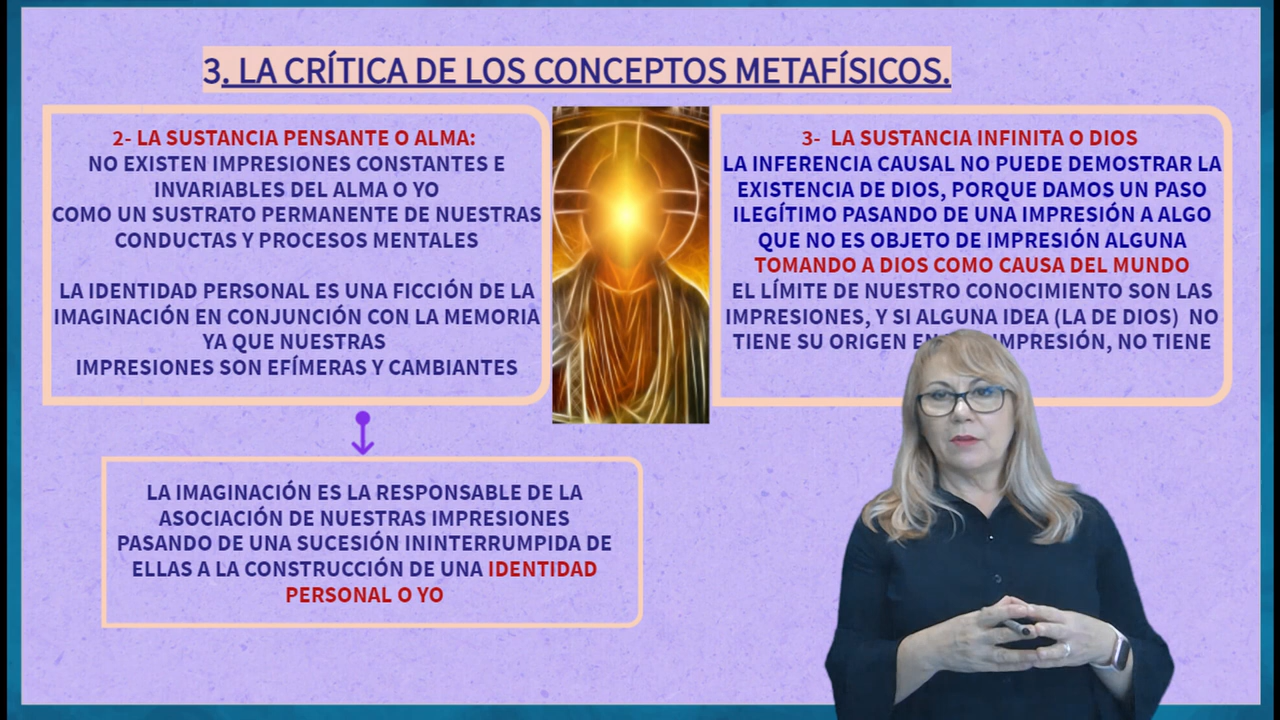 3. LA CRÍTICA DE LOS CONCEPTOS METAFÍSICOS.
2- LA SUSTANCIA PENSANTE O ALMA:
NO EXISTEN IMPRESIONES CONSTANTES E
INVARIABLES DEL ALMA O YO
COMO UN SUSTRATO PERMANENTE DE NUESTRAS
CONDUCTAS Y PROCESOS MENTALES
LA IDENTIDAD PERSONAL ES UNA FICCIÓN DE LA
IMAGINACIÓN EN CONJUNCIÓN CON LA MEMORIA
YA QUE NUESTRAS
IMPRESIONES SON EFÍMERAS Y CAMBIANTES
LA IMAGINACIÓN ES LA RESPONSABLE DE LA
ASOCIACIÓN DE NUESTRAS IMPRESIONES
PASANDO DE UNA SUCESIÓN ININTERRUMPIDA DE
ELLAS A LA CONSTRUCCIÓN DE UNA IDENTIDAD
PERSONAL O YO
3- LA SUSTANCIA INFINITA O DIOS
LA INFERENCIA CAUSAL NO PUEDE DEMOSTRAR LA
EXISTENCIA DE DIOS, PORQUE DAMOS UN PASO
ILEGÍTIMO PASANDO DE UNA IMPRESIÓN A ALGO
QUE NO ES OBJETO DE IMPRESIÓN ALGUNA
TOMANDO A DIOS COMO CAUSA DEL MUNDO
EL LÍMITE DE NUESTRO CONOCIMIENTO SON LAS
IMPRESIONES, Y SI ALGUNA IDEA (LA DE DIOS) NO
TIENE SU ORIGEN IMPRESIÓN, NO TIENE